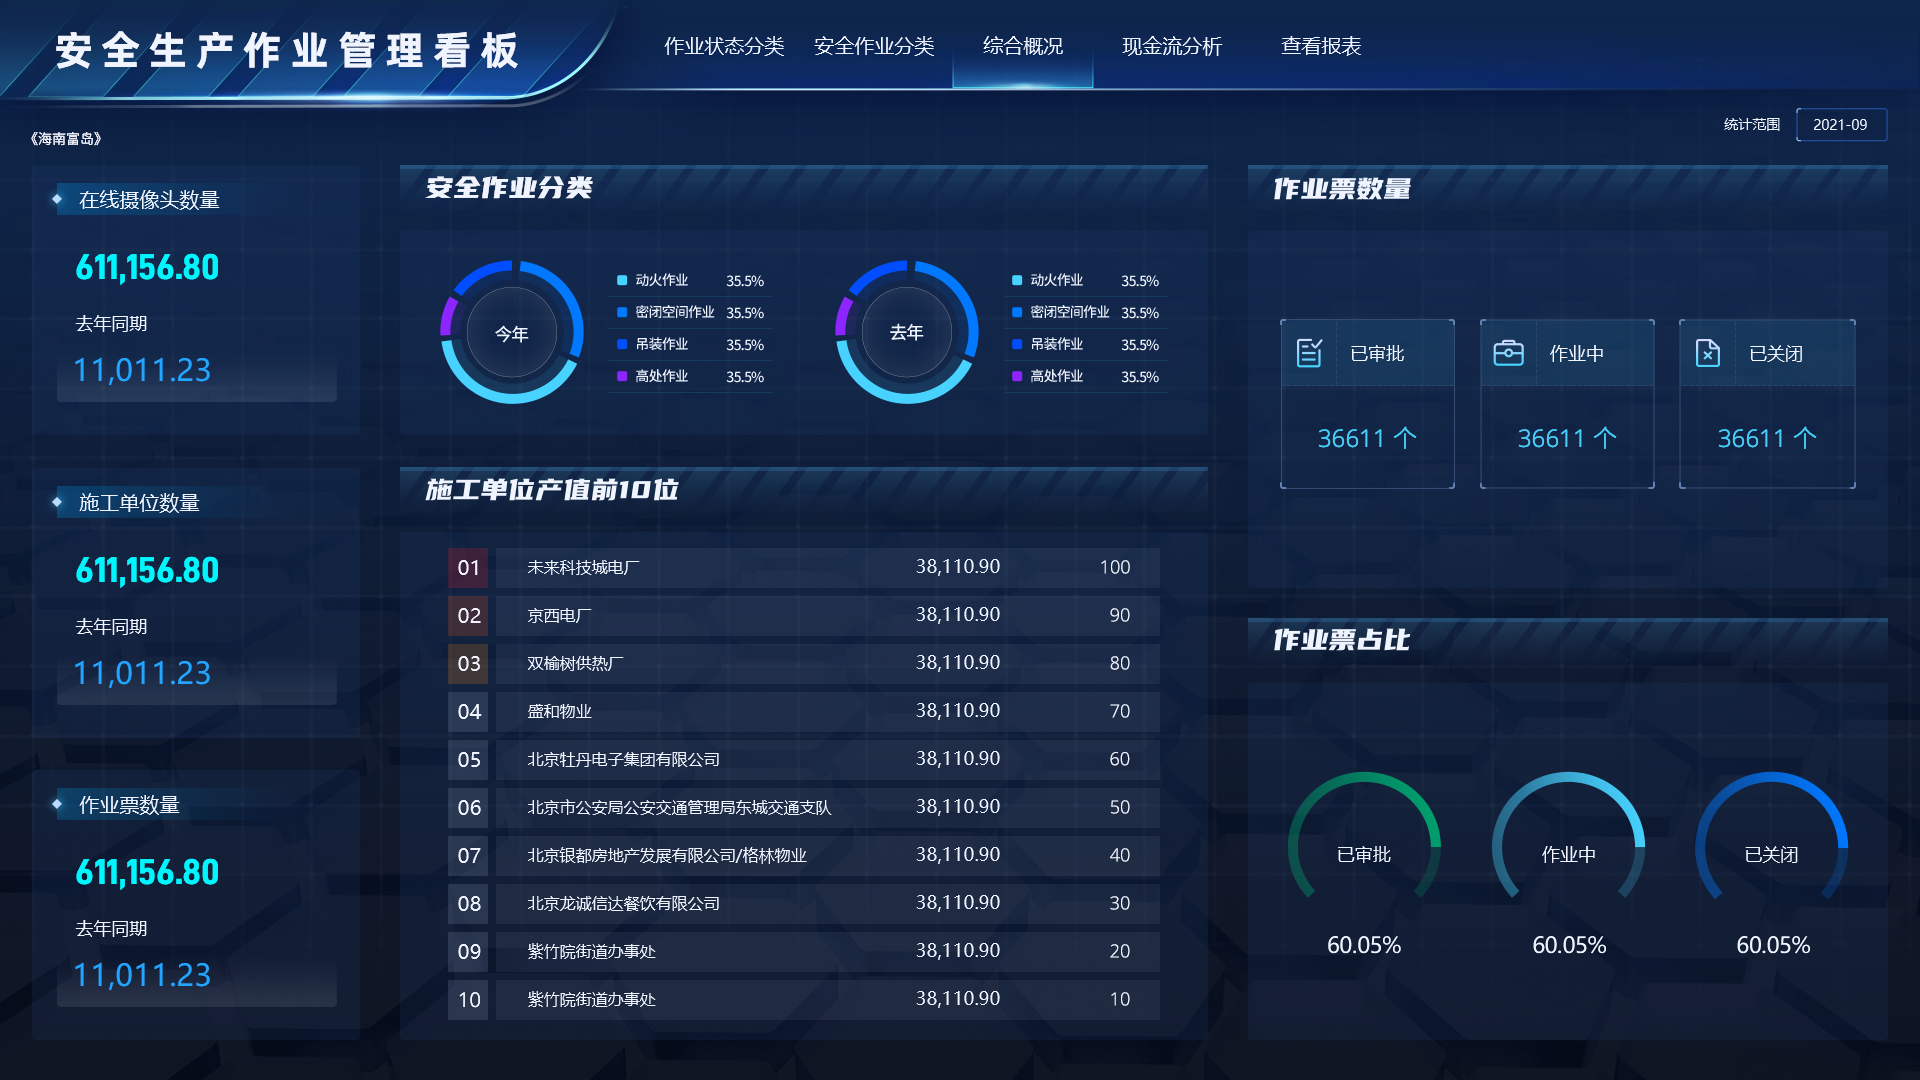 安全生产作业管理看板
作业状态分类 安全作业分类 综合概况 现金流分析 查看报表
《海南富岛》
统计范围 2021-09
在线摄像头数量
611,156.80
去年同期
11,011.23
施工单位数量
611,156.80
去年同期
11,011.23
作业票数量
611,156.80
去年同期
11,011.23
安全作业分类
今年
动火作业 35.5%
密闭空间作业 35.5%
吊装作业 35.5%
高处作业 35.5%
去年
动火作业 35.5%
密闭空间作业 35.5%
吊装作业 35.5%
高处作业 35.5%
施工单位产值前10位
01 未来科技城电厂 38,110.90 100
02 京西电厂 38,110.90 90
03 双榆树供热厂 38,110.90 80
04 盛和物业 38,110.90 70
05 北京牡丹电子集团有限公司 38,110.90 60
06 北京市公安局公安交通管理局东城交通支队 38,110.90 50
07 北京银都房地产发展有限公司/格林物业 38,110.90 40
08 北京龙诚信达餐饮有限公司 38,110.90 30
09 紫竹院街道办事处 38,110.90 20
10 紫竹院街道办事处 38,110.90 10
作业票数量
已审批 作业中 已关闭
36611 个 36611 个 36611 个
作业票占比
已审批 作业中 已关闭
60.05% 60.05% 60.05%